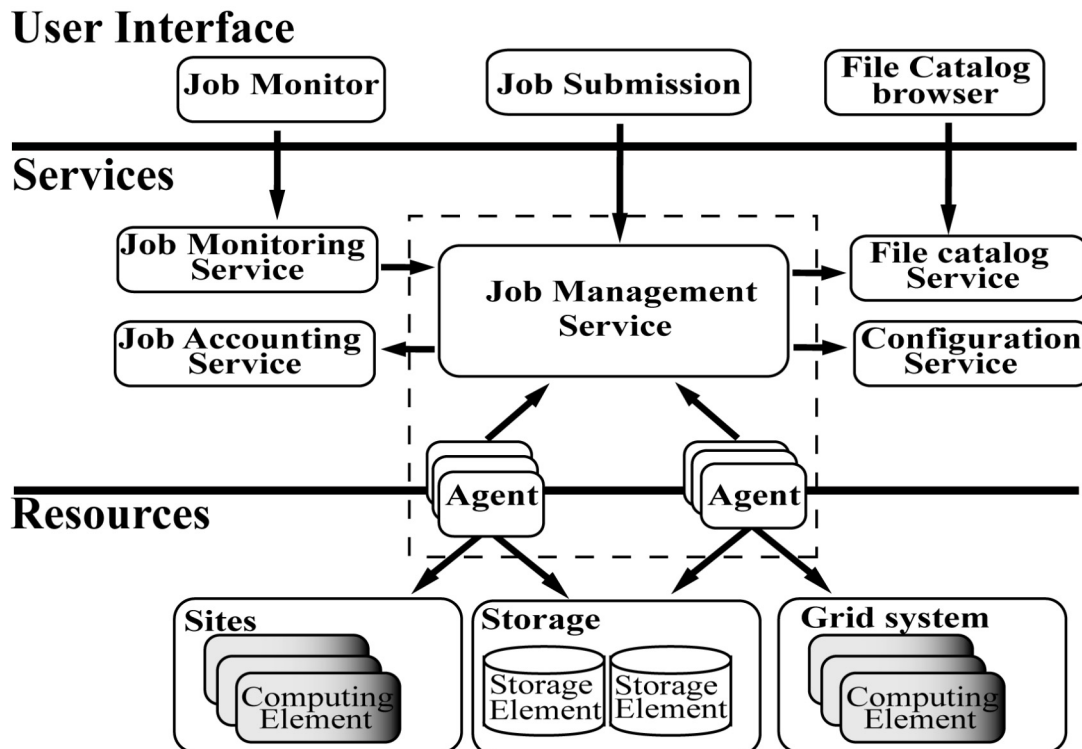 User Interface
Job Monitor
Job Submission
File Catalog
browser
Services
Job Monitoring
Service
Job Management
Service
File catalog
Service
Job Accounting
Service
Configuration
Service
Agent
Agent
Resources
Sites
Computing
Element
Storage
Storage
Element
Storage
Element
Grid system
Computing
Element